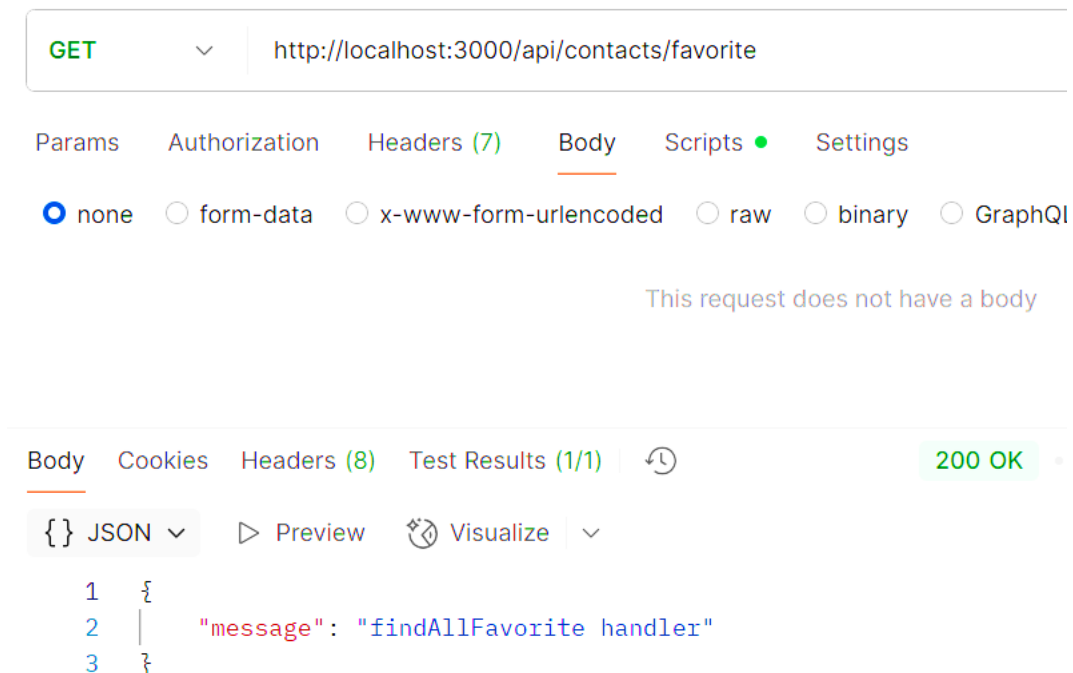 GET http://localhost:3000/api/contacts/favorite
Params Authorization Headers (7) Body Scripts Settings
none form-data x-www-form-urlencoded raw binary GraphQL
This request does not have a body
Body Cookies Headers (8) Test Results (1/1) 200 OK
{} JSON Preview Visualize
1 {
2 "message": "findAllFavorite handler"
3 }